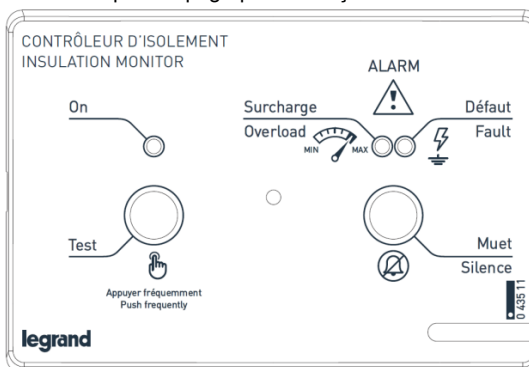 CONTRÔLEUR D'ISOLEMENT
INSULATION MONITOR
ALARM
On
Surcharge
Overload
MIN
MAX
Défaut
Fault
Test
Appuyer fréquemment
Push frequently
Muet
Silence
0 435 11
legrand